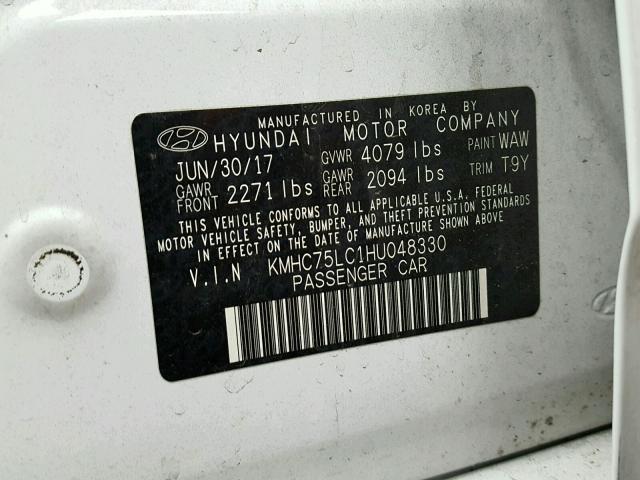 MANUFACTURED IN KOREA BY
HYUNDAI MOTOR COMPANY
JUN/30/17 GVWR 4079 lbs PAINT WAW
GAWR FRONT 2271 lbs GAWR REAR 2094 lbs TRIM T9Y
THIS VEHICLE CONFORMS TO ALL APPLICABLE U.S.A. FEDERAL
MOTOR VEHICLE SAFETY, BUMPER, AND THEFT PREVENTION STANDARDS
IN EFFECT ON THE DATE OF MANUFACTURE SHOWN ABOVE
V.I.N KMHC75LC1HU048330
PASSENGER CAR